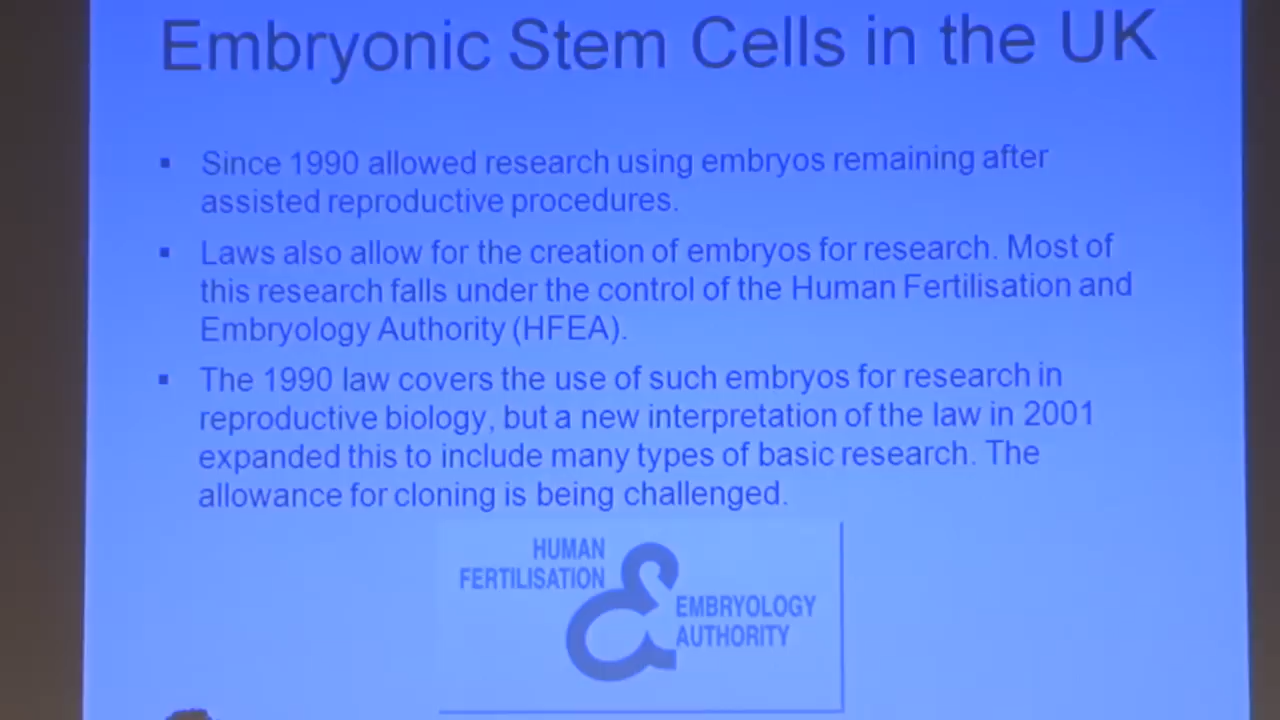 Embryonic Stem Cells in the UK
▪ Since 1990 allowed research using embryos remaining after
assisted reproductive procedures.
▪ Laws also allow for the creation of embryos for research. Most of
this research falls under the control of the Human Fertilisation and
Embryology Authority (HFEA).
▪ The 1990 law covers the use of such embryos for research in
reproductive biology, but a new interpretation of the law in 2001
expanded this to include many types of basic research. The
allowance for cloning is being challenged.
HUMAN
FERTILISATION
&
EMBRYOLOGY
AUTHORITY